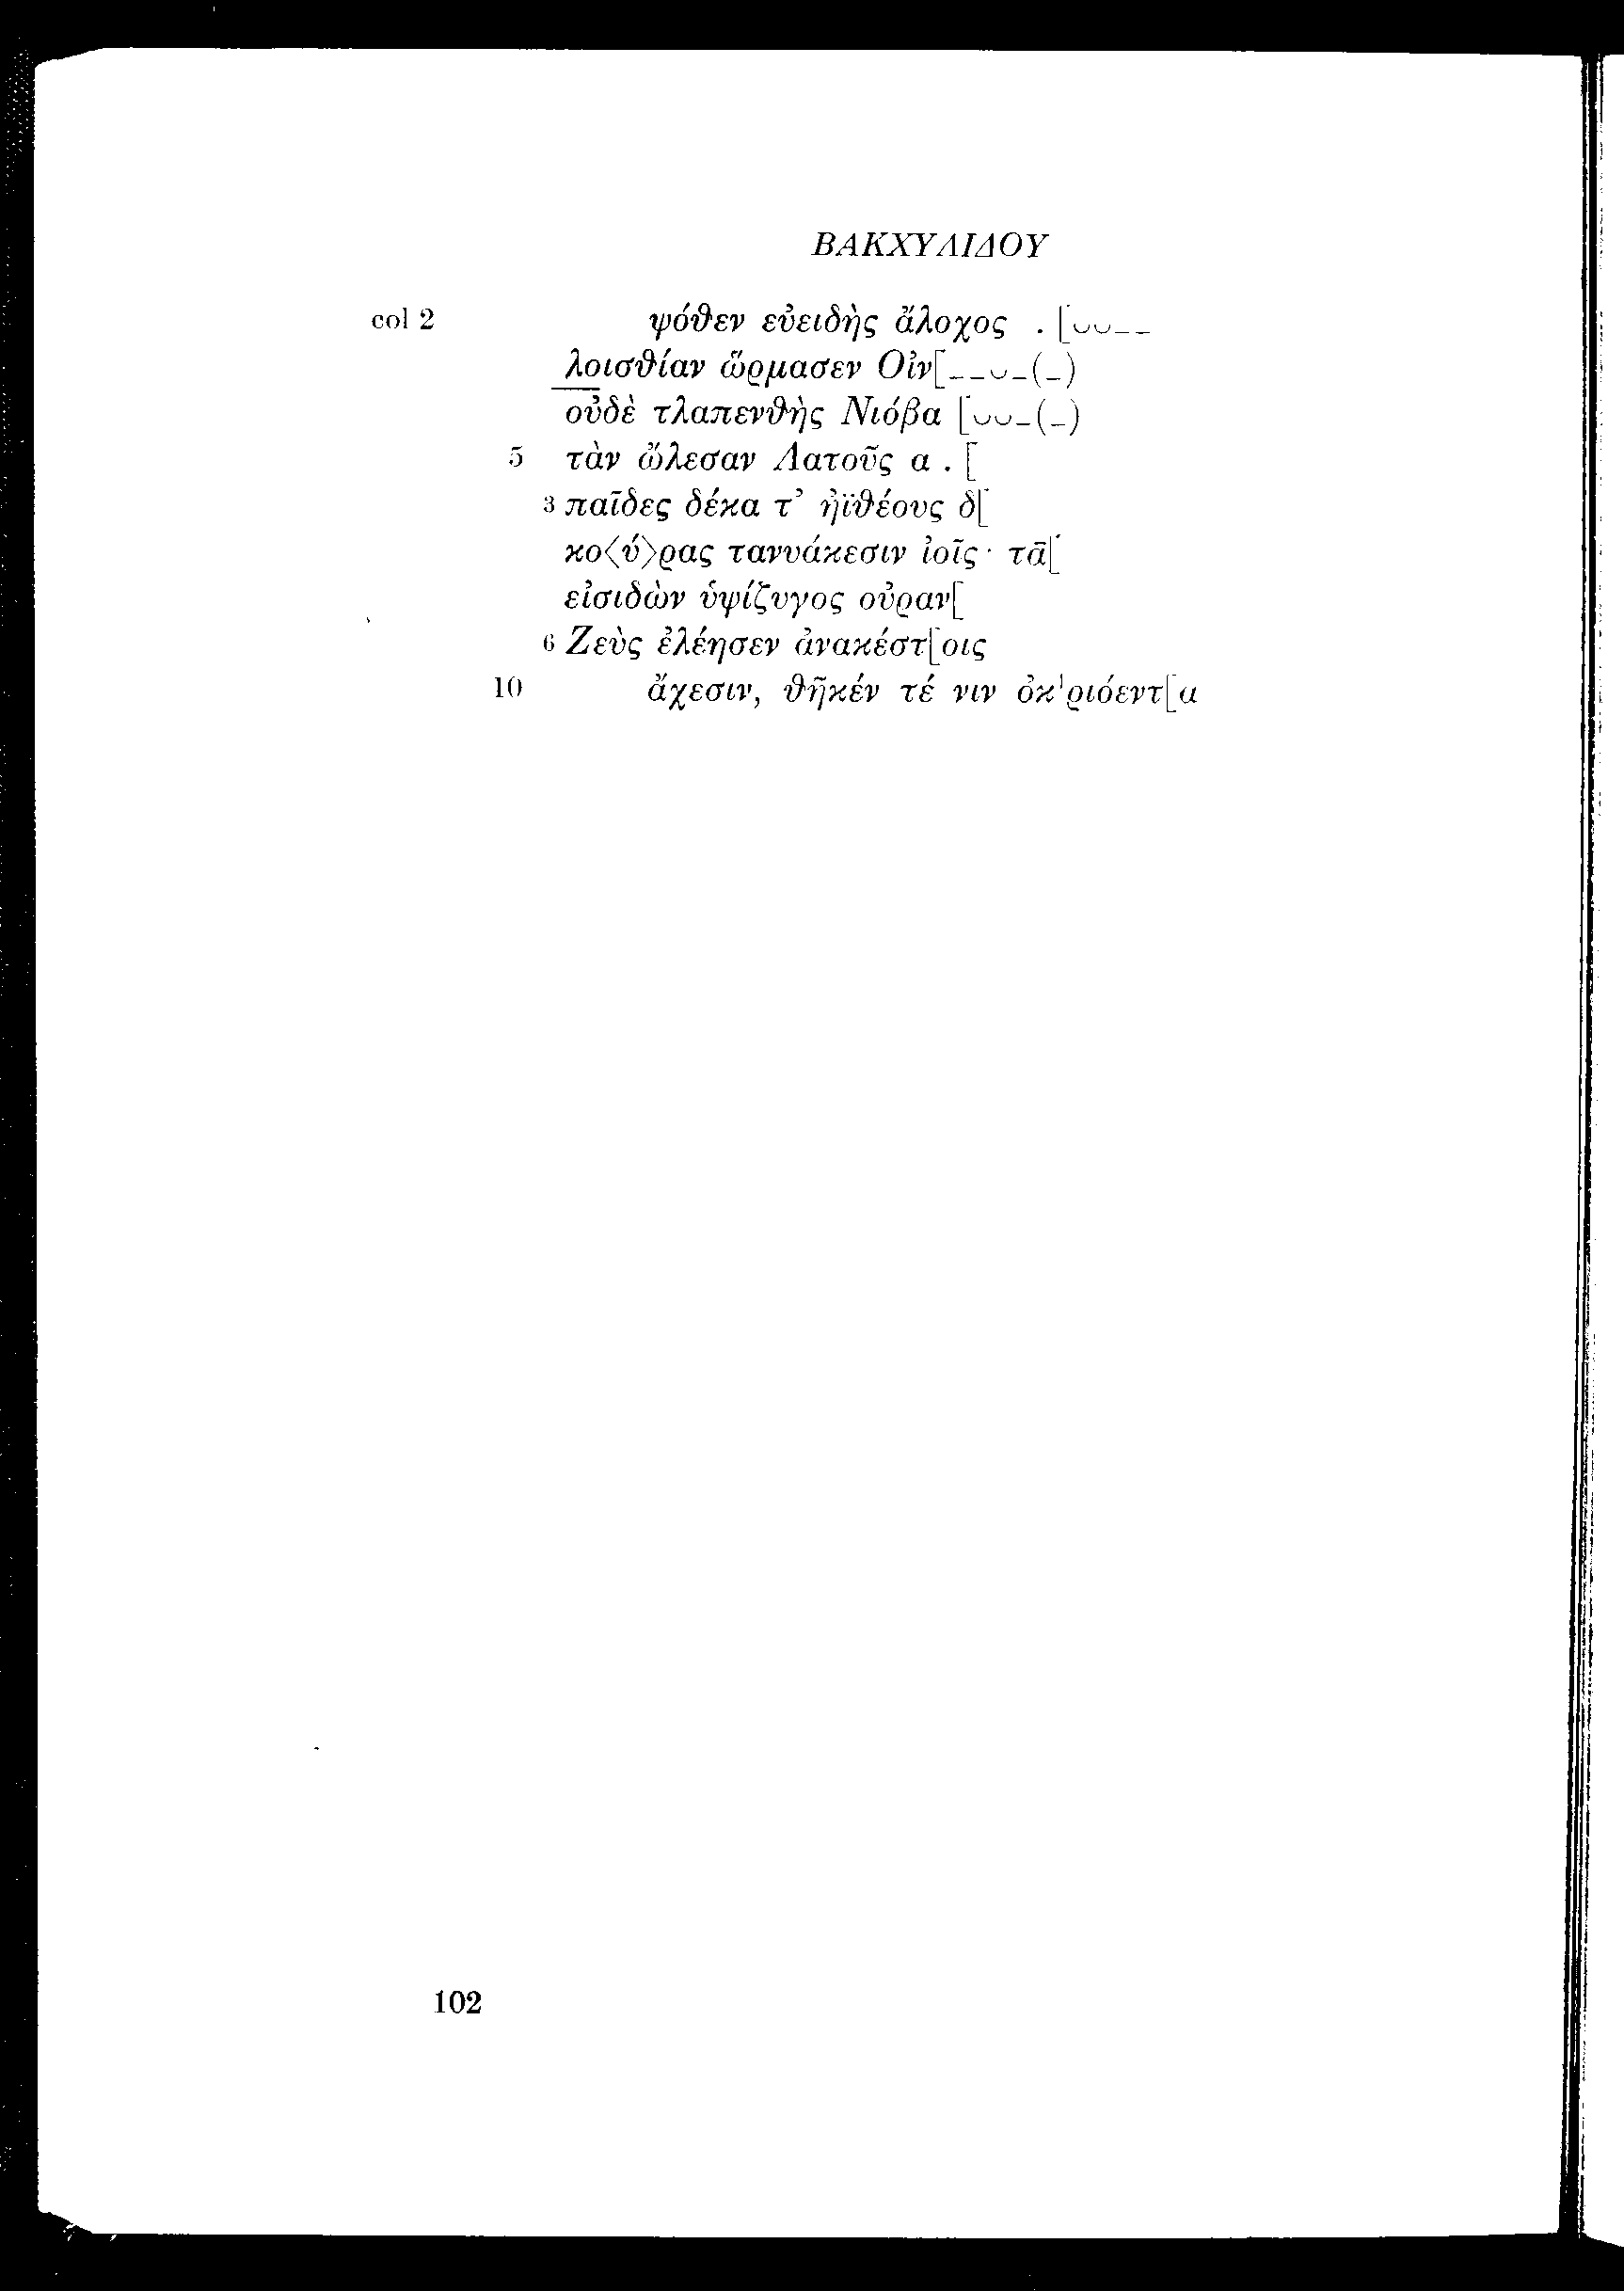 ΒΑΚΧΥΛΙΔΟΥ
col 2 ψόθεν εὐειδὴς ἄλοχος . [⏑⏑‒‒
λοισθίαν ὥρμασεν Οἰν[‒‒⏑‒(‒)
οὐδὲ τλαπενθὴς Νιόβα [⏑⏑‒(‒)
5 τὰν ὤλεσαν Λατοῦς α . [
3 παῖδες δέκα τ’ ἠϊθέους δ[
κο⟨ύ⟩ρας τανυάκεσιν ἰοῖς· τᾱ[
εἰσιδὼν ὑψίζυγος οὐραν[
6 Ζεὺς ἐλέησεν ἀνακέστ[οις
10 ἄχεσιν, θῆκέν τέ νιν ὀκ'ριόεντ[α
102